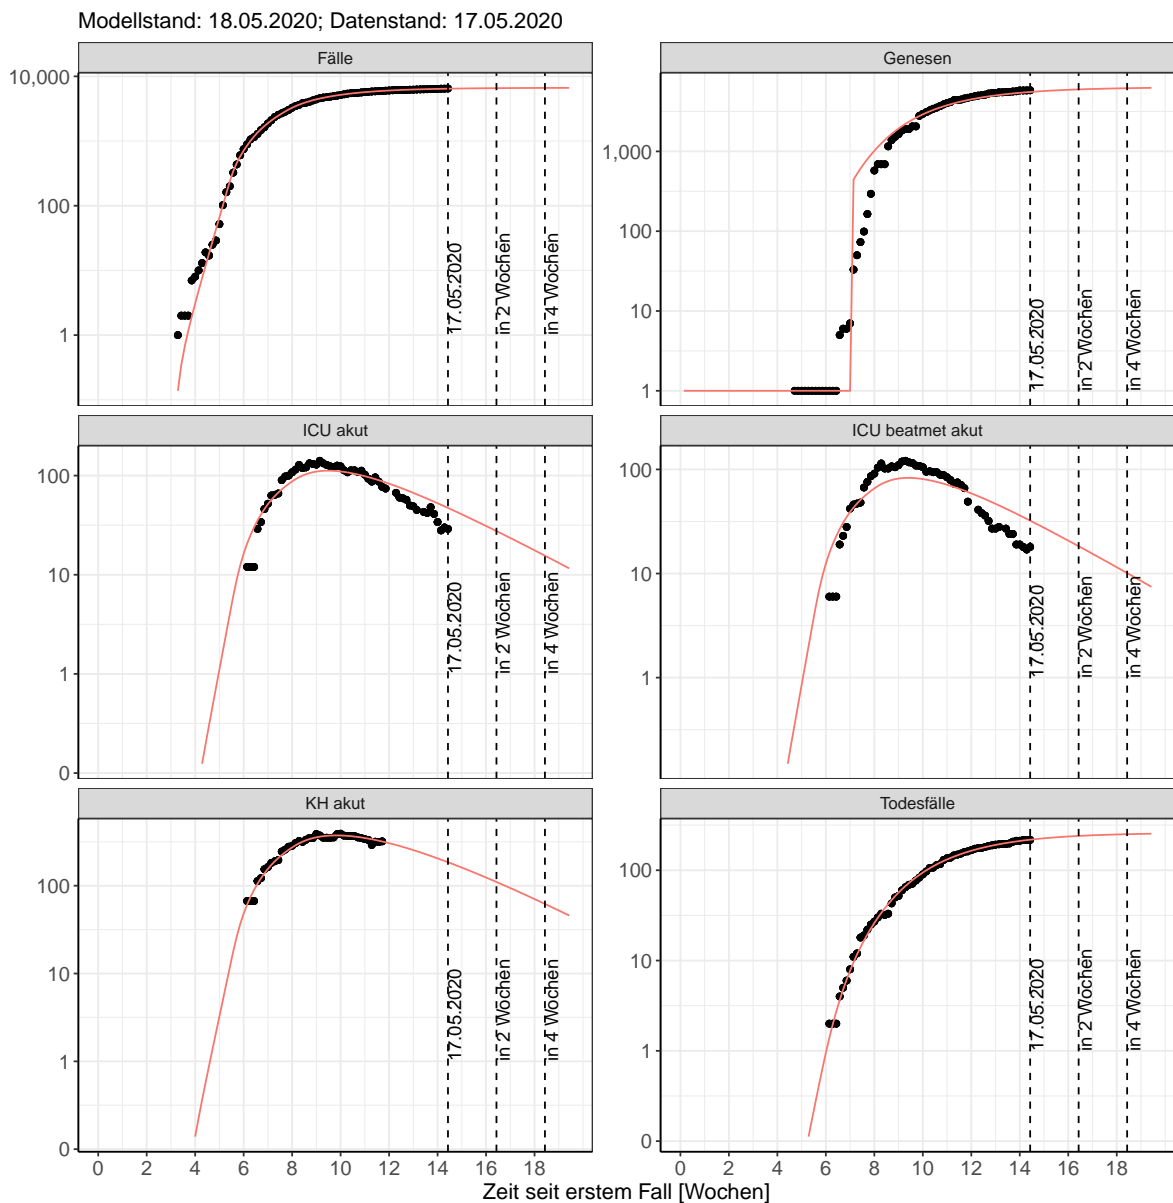 Modellstand: 18.05.2020; Datenstand: 17.05.2020
Fälle
10,000
100
1
17.05.2020
in 2 Wochen
in 4 Wochen
Genesen
1,000
100
10
1
17.05.2020
in 2 Wochen
in 4 Wochen
ICU akut
100
10
1
0
17.05.2020
in 2 Wochen
in 4 Wochen
ICU beatmet akut
100
10
1
17.05.2020
in 2 Wochen
in 4 Wochen
KH akut
100
10
1
0
17.05.2020
in 2 Wochen
in 4 Wochen
0 2 4 6 8 10 12 14 16 18
Todesfälle
100
10
1
0
17.05.2020
in 2 Wochen
in 4 Wochen
0 2 4 6 8 10 12 14 16 18
Zeit seit erstem Fall [Wochen]